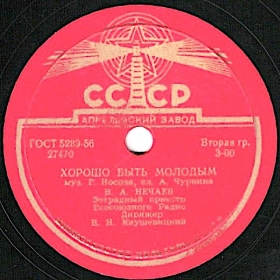 СССР
АПРЕЛЕВСКИЙ ЗАВОД
ГОСТ 5289-56
27470
Вторая гр.
3-00
ХОРОШО БЫТЬ МОЛОДЫМ
муз. Г. Носова, сл. А. Чуркина
В. А. НЕЧАЕВ
Эстрадный оркестр
Всесоюзного Радио
Дирижер
В. Н. Кнушевицкий